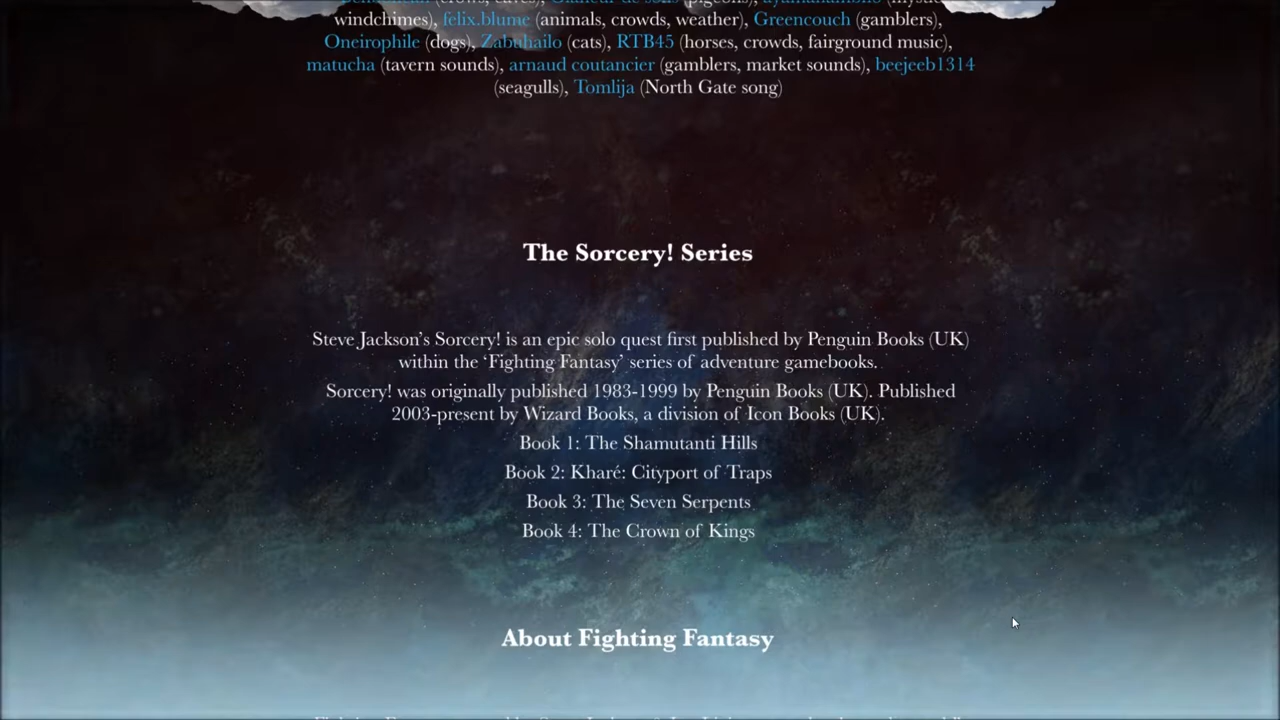 windchimes), felix.blume (animals, crowds, weather), Greencouch (gamblers),
Oneirophile (dogs), Zabuhailo (cats), RTB45 (horses, crowds, fairground music),
matucha (tavern sounds), arnaud coutancier (gamblers, market sounds), beejeeb1314
(seagulls), Tomlija (North Gate song)
The Sorcery! Series
Steve Jackson's Sorcery! is an epic solo quest first published by Penguin Books (UK)
within the ‘Fighting Fantasy’ series of adventure gamebooks.
Sorcery! was originally published 1983-1999 by Penguin Books (UK). Published
2003-present by Wizard Books, a division of Icon Books (UK).
Book 1: The Shamutanti Hills
Book 2: Kharé: Cityport of Traps
Book 3: The Seven Serpents
Book 4: The Crown of Kings
About Fighting Fantasy